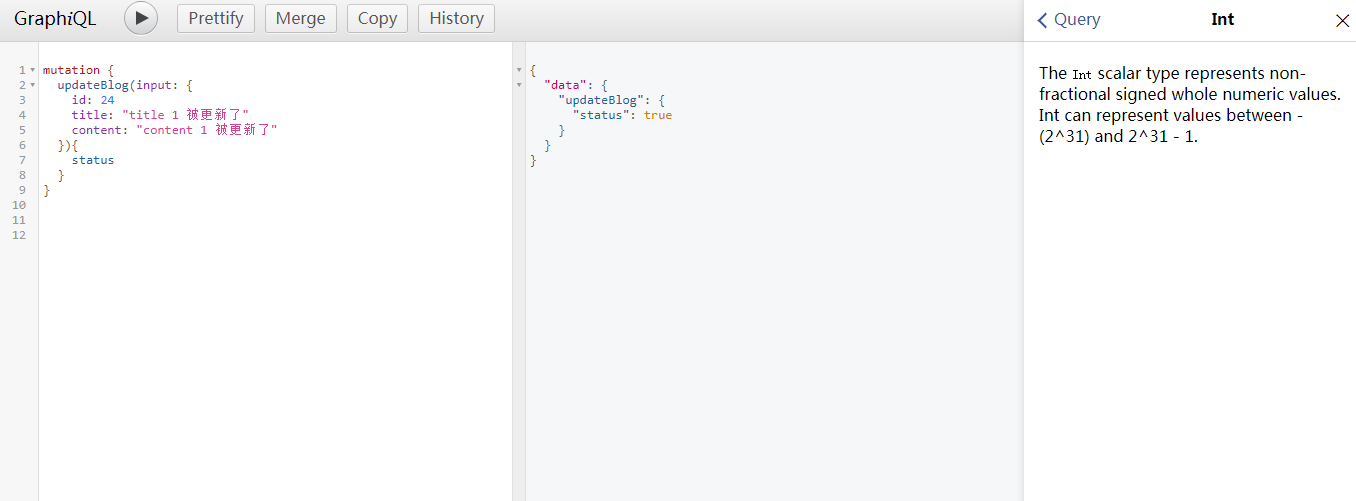 GraphiQL
Prettify
Merge
Copy
History
1 mutation {
2 updateBlog(input: {
3 id: 24
4 title: "title 1 被更新了"
5 content: "content 1 被更新了"
6 }){
7 status
8 }
9 }
10
11
12
{
"data": {
"updateBlog": {
"status": true
}
}
}
Query
Int
The Int scalar type represents non-
fractional signed whole numeric values.
Int can represent values between -
(2^31) and 2^31 - 1.